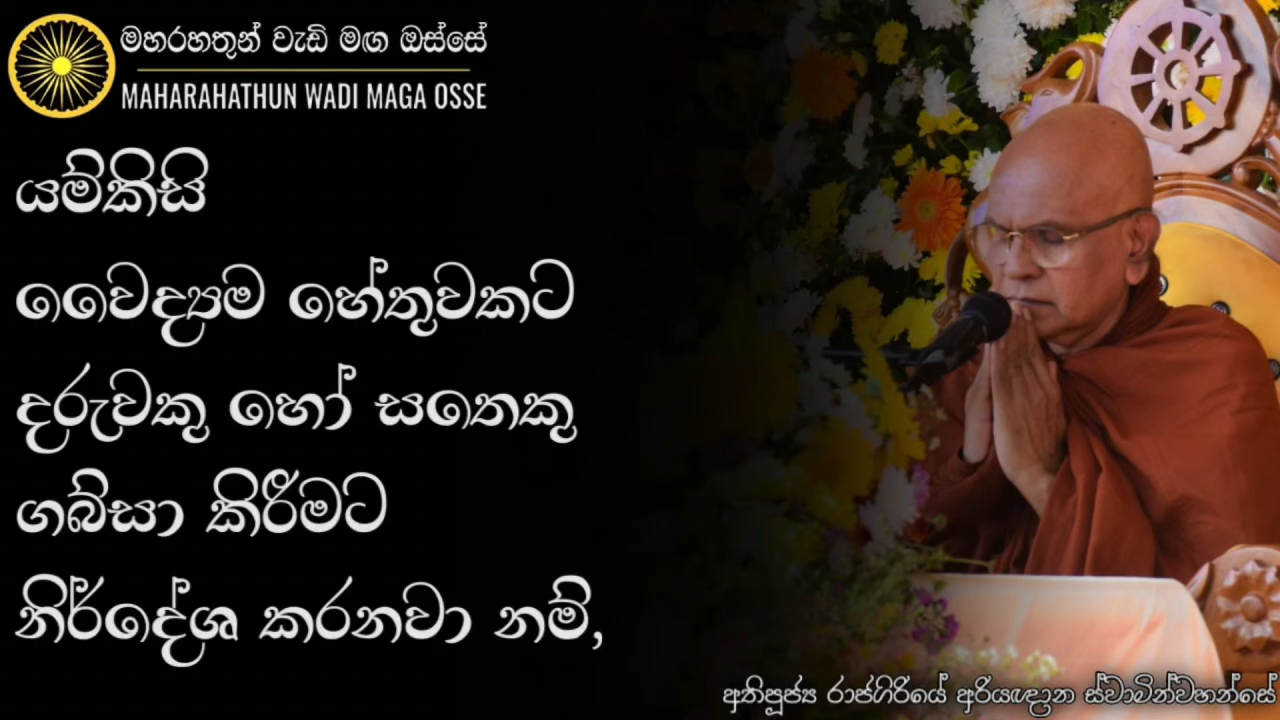 මහරහතුන් වැඩි මඟ ඔස්සේ
MAHARAHATHUN WADI MAGA OSSE
යම්කිසි
වෛද්‍යම හේතුවකට
දරුවකු හෝ සතෙකු
ගබ්සා කිරීමට
නිර්දේශ කරනවා නම්,
අතිපූජ්‍ය රාජගිරියේ අරියඥාන ස්වාමින්වහන්සේ